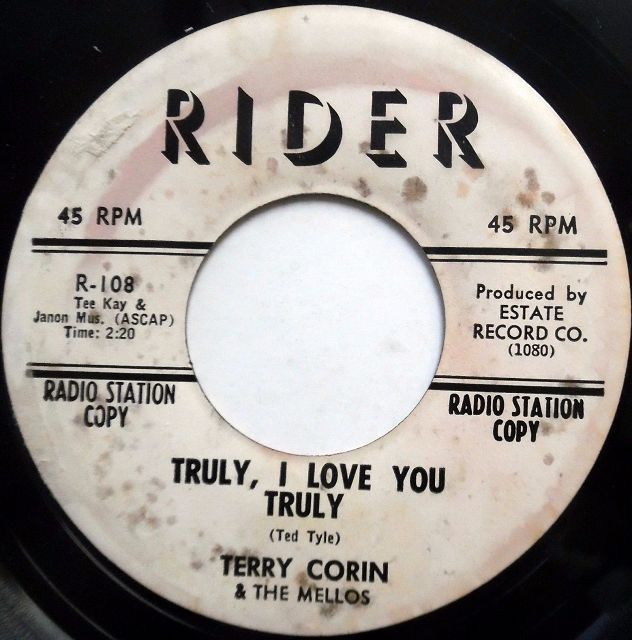 RIDER
45 RPM
45 RPM
R-108
Tee Kay &
Janon Mus. (ASCAP)
Time: 2:20
Produced by
ESTATE
RECORD CO.
(1080)
RADIO STATION
COPY
RADIO STATION
COPY
TRULY, I LOVE YOU
TRULY
(Ted Tyle)
TERRY CORIN
& THE MELLOS